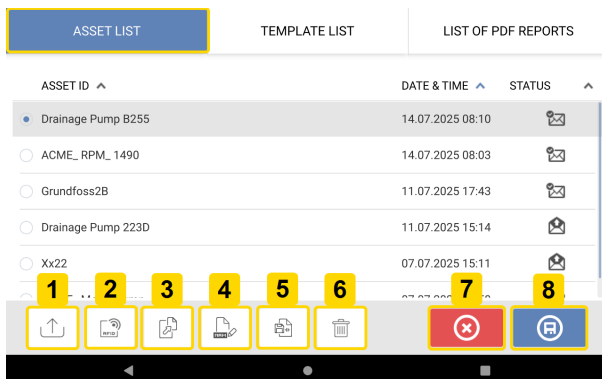 ASSET LIST TEMPLATE LIST LIST OF PDF REPORTS
ASSET ID DATE & TIME STATUS
Drainage Pump B255 14.07.2025 08:10
ACME_ RPM_ 1490 14.07.2025 08:03
Grundfoss2B 11.07.2025 17:43
Drainage Pump 223D 11.07.2025 15:14
Xx22 07.07.2025 15:11
1 2 3 4 5 6 7 8
RFID